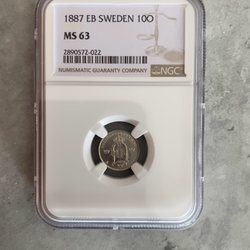 1887 EB SWEDEN 10O
MS 63
2890572-022
NUMISMATIC GUARANTY COMPANY
NGC